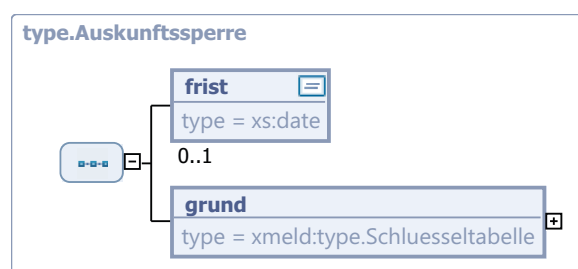 type.Auskunftssperre
frist
type = xs:date
0..1
grund
type = xmeld:type.Schluesseltabelle